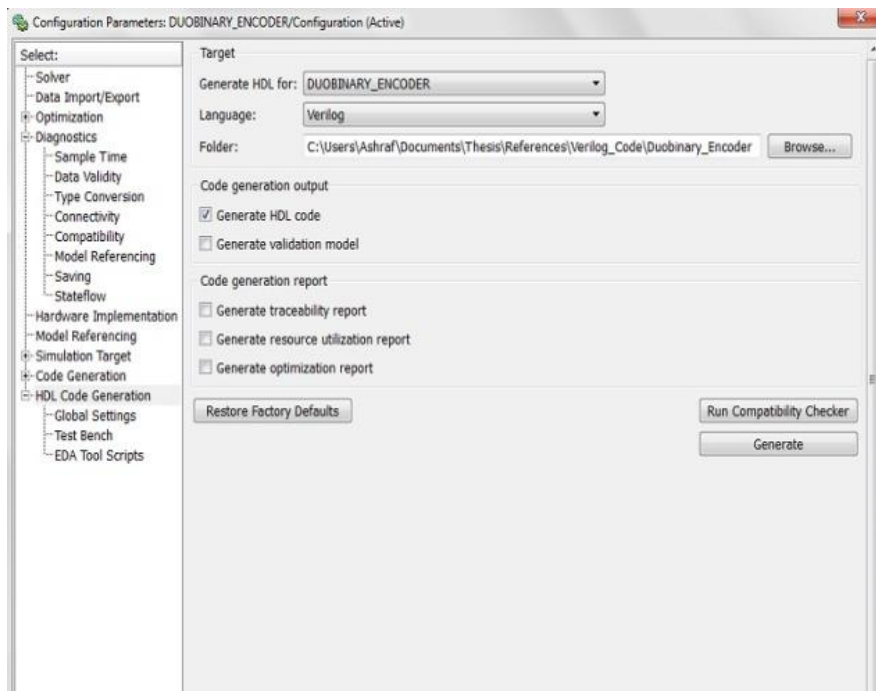 Configuration Parameters: DUOBINARY_ENCODER/Configuration (Active)
Select:
Solver
Data Import/Export
Optimization
Diagnostics
Sample Time
Data Validity
Type Conversion
Connectivity
Compatibility
Model Referencing
Saving
Stateflow
Hardware Implementation
Model Referencing
Simulation Target
Code Generation
HDL Code Generation
Global Settings
Test Bench
EDA Tool Scripts
Target
Generate HDL for: DUOBINARY_ENCODER
Language: Verilog
Folder: C:\Users\Ashraf\Documents\Thesis\References\Verilog_Code\Duobinary_Encoder Browse...
Code generation output
Generate HDL code
Generate validation model
Code generation report
Generate traceability report
Generate resource utilization report
Generate optimization report
Restore Factory Defaults Run Compatibility Checker
Generate